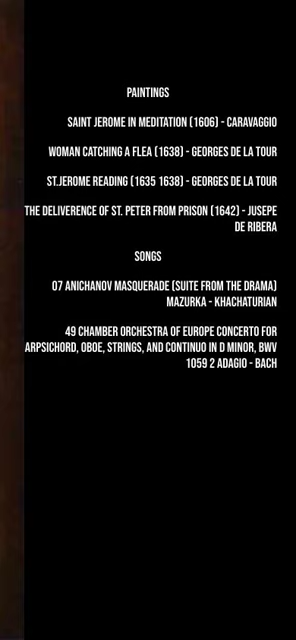 PAINTINGS
SAINT JEROME IN MEDITATION (1606) - CARAVAGGIO
WOMAN CATCHING A FLEA (1638) - GEORGES DE LA TOUR
ST.JEROME READING (1635 1638) - GEORGES DE LA TOUR
THE DELIVERENCE OF ST. PETER FROM PRISON (1642) - JUSEPE
DE RIBERA
SONGS
07 ANICHANOV MASQUERADE (SUITE FROM THE DRAMA)
MAZURKA - KHACHATURIAN
49 CHAMBER ORCHESTRA OF EUROPE CONCERTO FOR
ARPSICHORD, OBOE, STRINGS, AND CONTINUO IN D MINOR, BWV
1059 2 ADAGIO - BACH